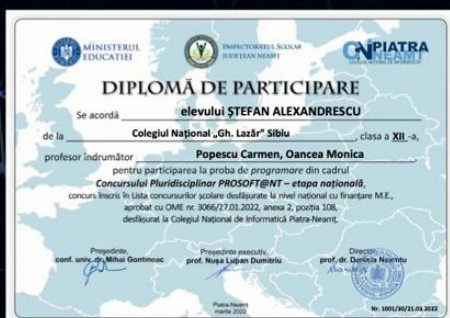 MINISTERUL
EDUCAȚIEI
INSPECTORATUL ȘCOLAR
JUDEȚEAN NEAMȚ
PIATRA
NEAMȚ
DIPLOMĂ DE PARTICIPARE
Se acordă elevului ȘTEFAN ALEXANDRESCU
de la Colegiul Național „Gh. Lazăr” Sibiu, clasa a XII -a,
profesor îndrumător Popescu Carmen, Oancea Monica
pentru participarea la proba de programare din cadrul
Concursului Pluridisciplinar PROSOFT@NT – etapa națională,
concurs înscris în Lista concursurilor școlare desfășurate la nivel național cu finanțare M.E.,
aprobat cu OME nr. 3066/27.01.2022, anexa 2, poziția 108,
desfășurat la Colegiul Național de Informatică Piatra-Neamț.
Președinte, Președinte executiv, Director,
conf. univ. dr. Mihai Gontineac prof. Nușa Lupan Dumitriu prof. dr. Daniela Neamțu
Piatra-Neamț
martie 2022
Nr. 1001/30/21.03.2022